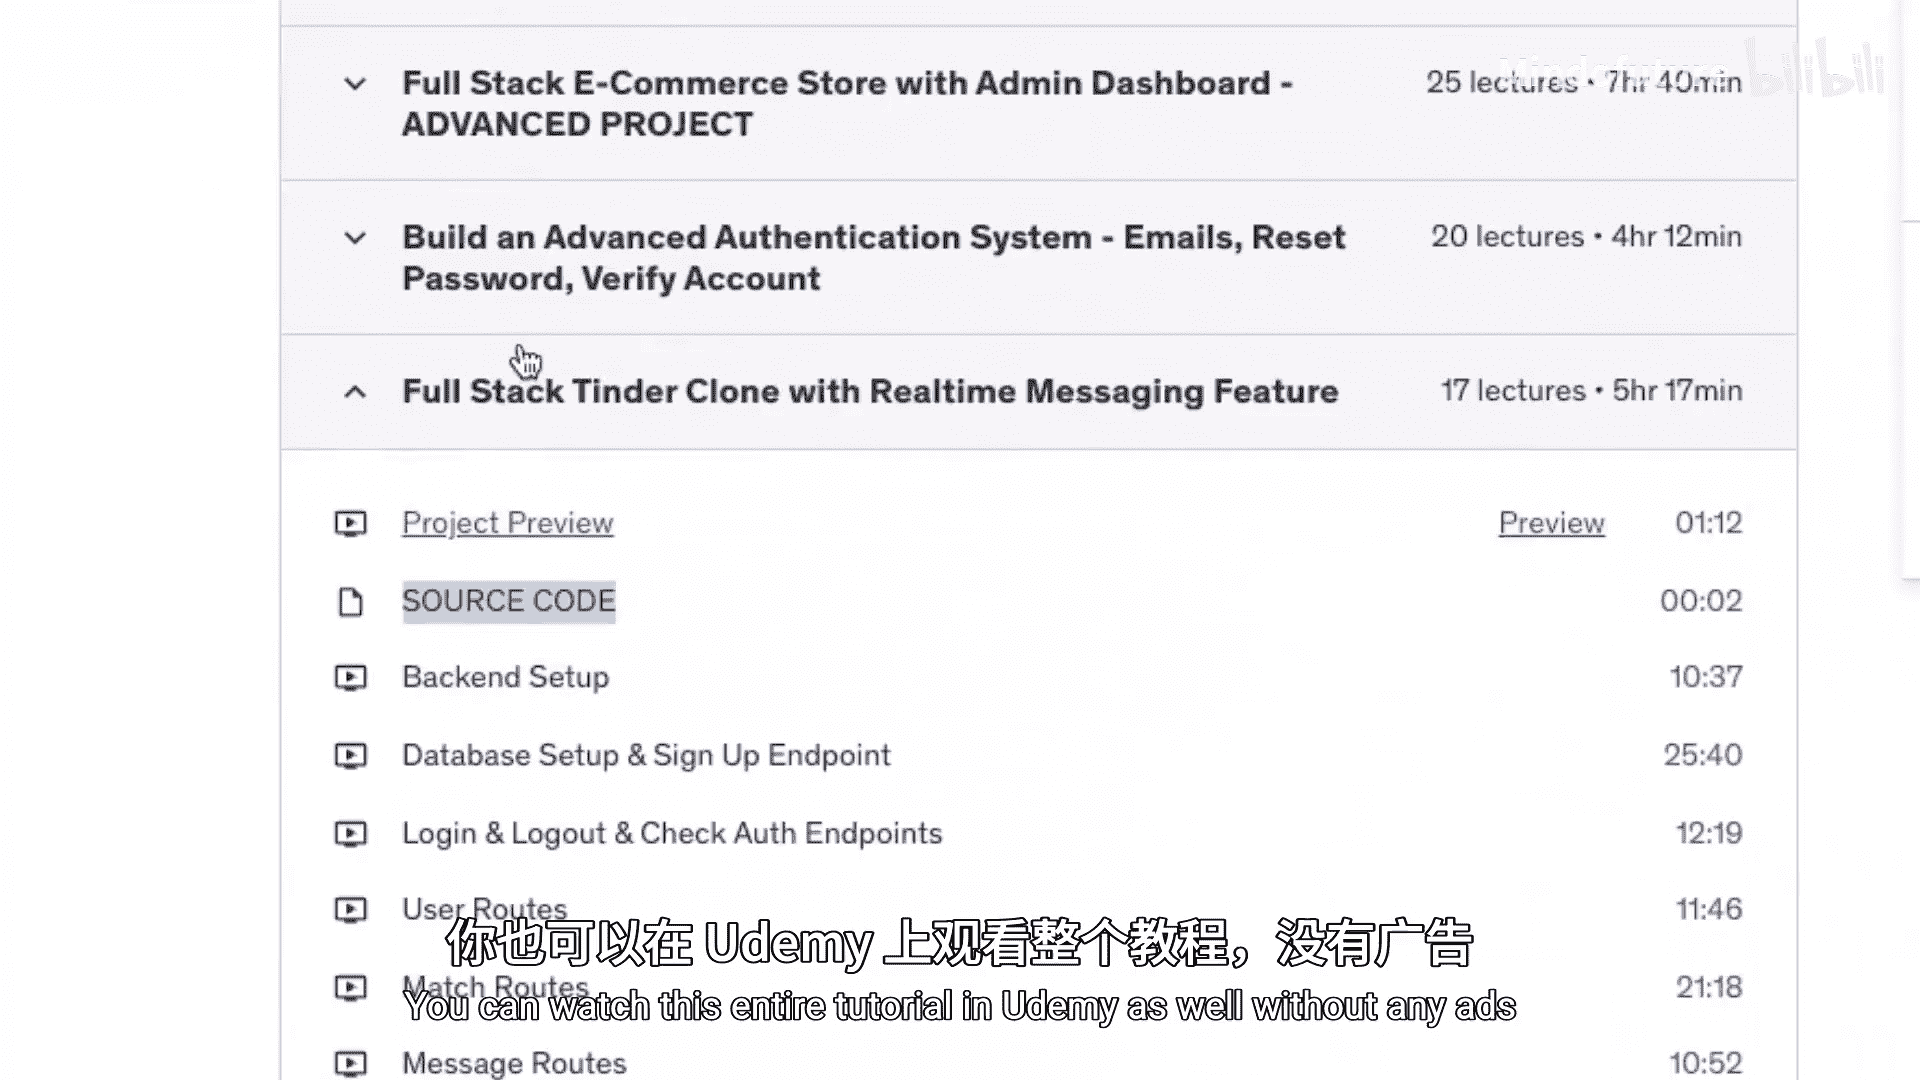 Full Stack E-Commerce Store with Admin Dashboard -
ADVANCED PROJECT
25 lectures • 7hr 40min
bilibili
Build an Advanced Authentication System - Emails, Reset
Password, Verify Account
20 lectures • 4hr 12min
Full Stack Tinder Clone with Realtime Messaging Feature
17 lectures • 5hr 17min
Project Preview
Preview
01:12
SOURCE CODE
00:02
Backend Setup
10:37
Database Setup & Sign Up Endpoint
25:40
Login & Logout & Check Auth Endpoints
12:19
User Routes
11:46
你也可以在 Udemy 上观看整个教程，没有广告
Match Routes
21:18
You can watch this entire tutorial in Udemy as well without any ads
Message Routes
10:52